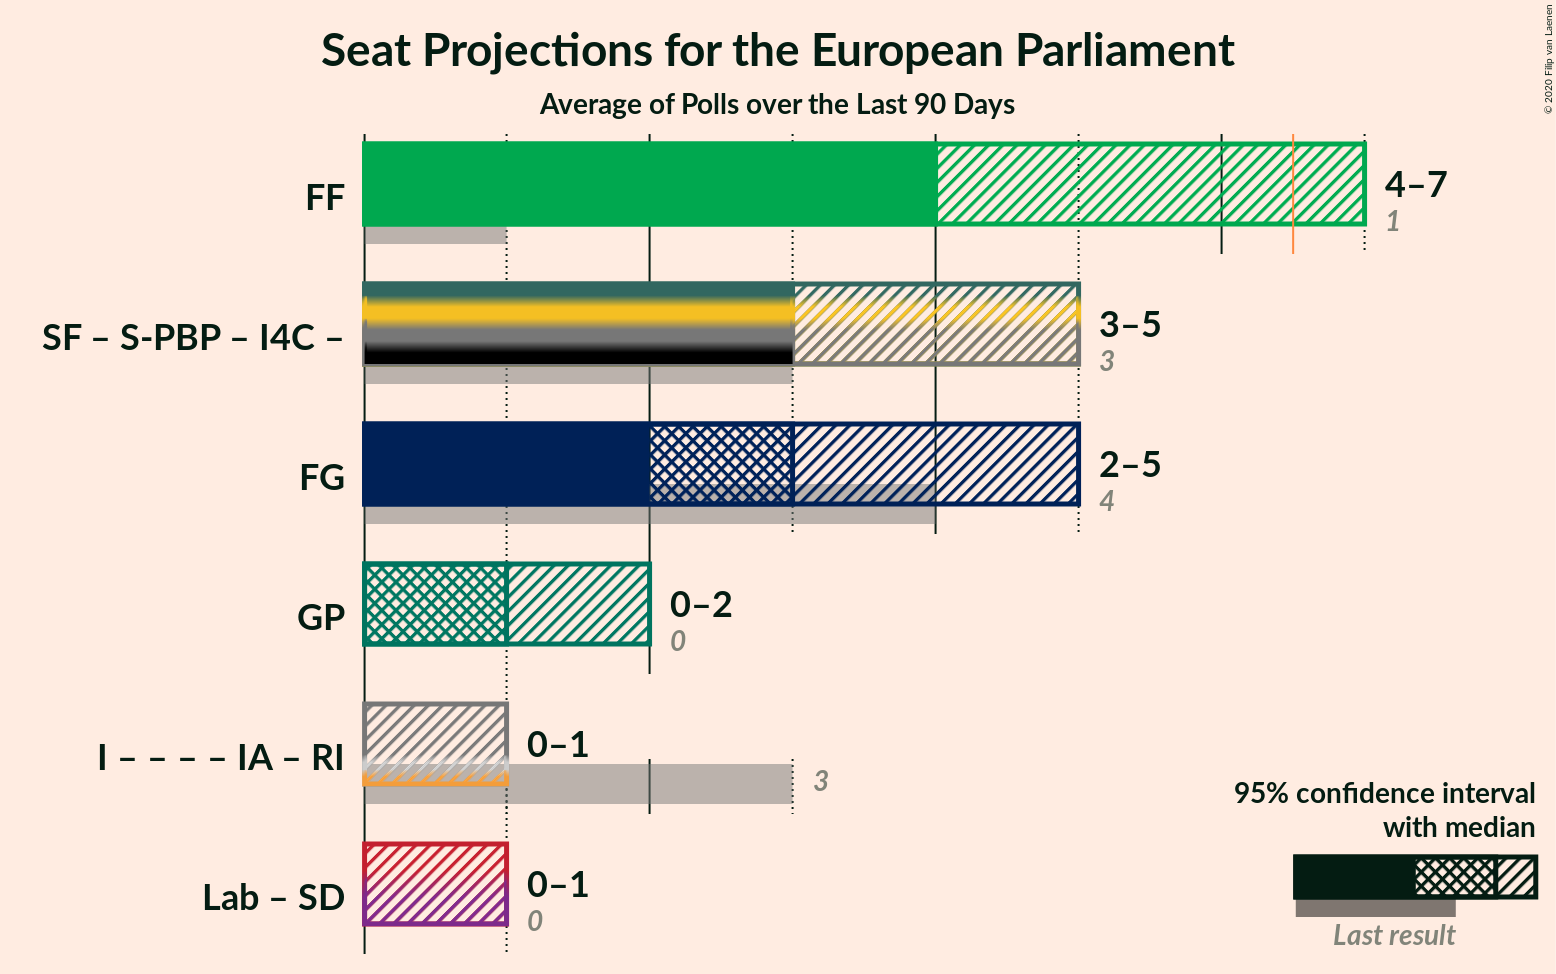 Seat Projections for the European Parliament
Average of Polls over the Last 90 Days
© 2020 Filip van Laenen
FF
4–7
1
SF – S-PBP – I4C –
3–5
3
FG
2–5
4
GP
0–2
0
I – – – – IA – RI
0–1
3
Lab – SD
0–1
0
95% confidence interval
with median
Last result